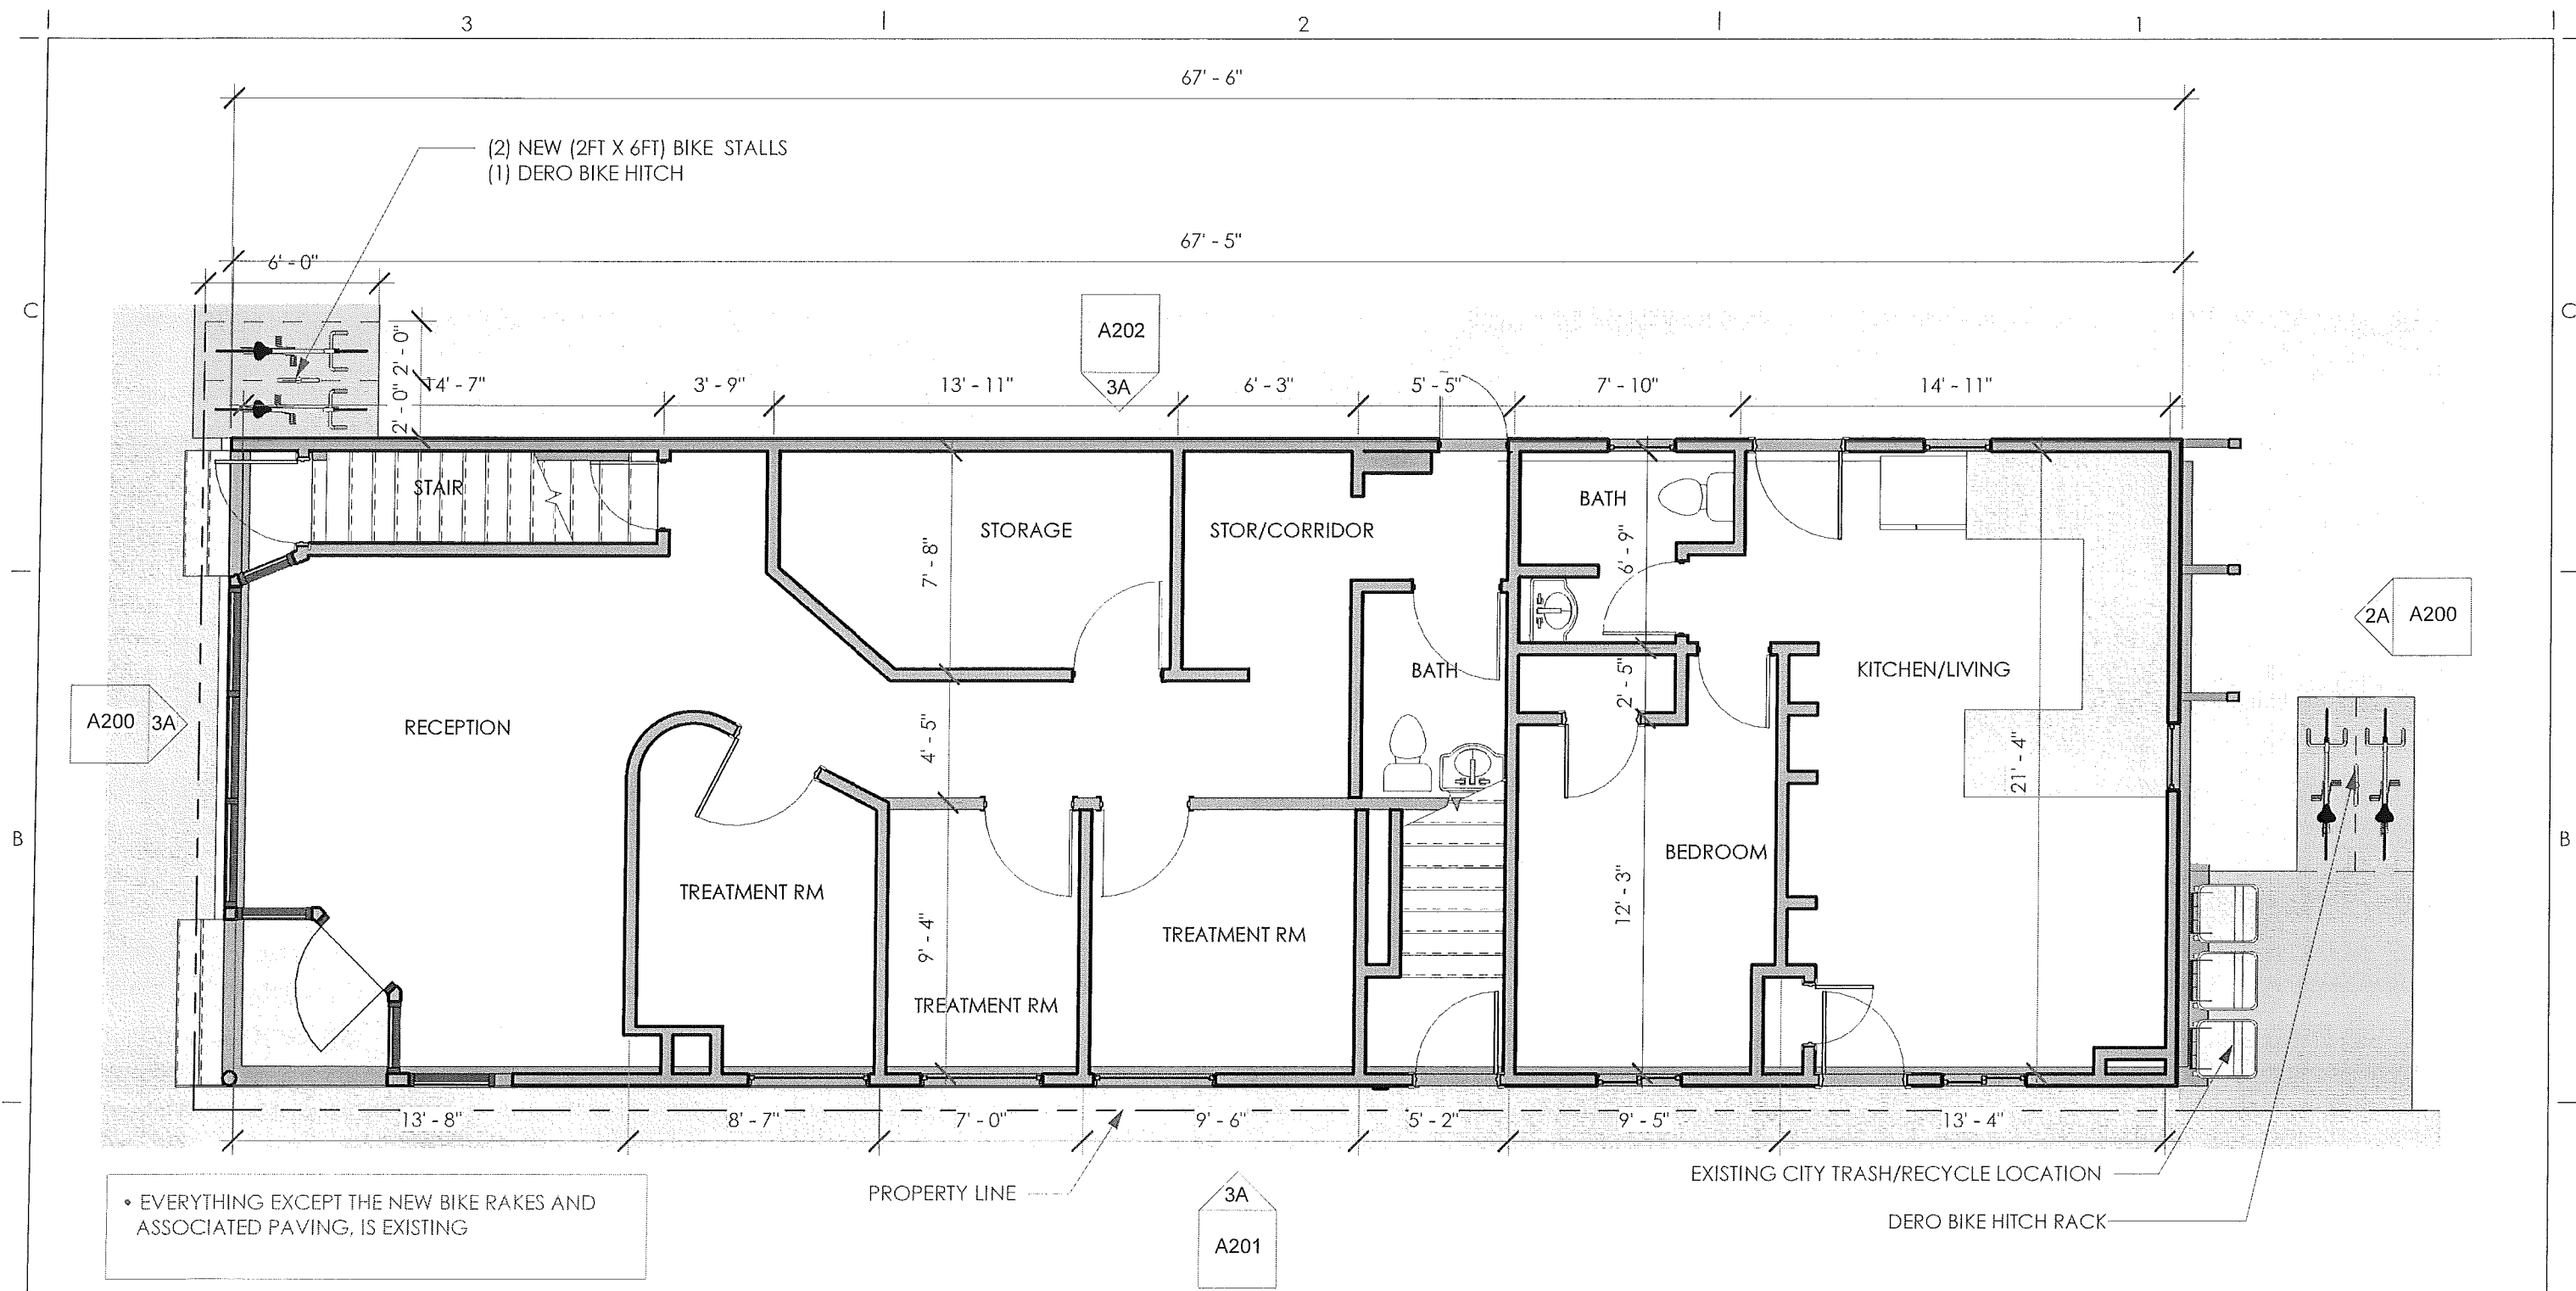 3
2
1
67' - 6"
(2) NEW (2FT X 6FT) BIKE STALLS
(1) DERO BIKE HITCH
67' - 5"
6' - 0"
C
C
A202
3A
2' - 0"
2' - 0"
14' - 7"
3' - 9"
13' - 11"
6' - 3"
5' - 5"
7' - 10"
14' - 11"
STAIR
STORAGE
STOR/CORRIDOR
BATH
7' - 8"
6' - 9"
2A
A200
BATH
KITCHEN/LIVING
2' - 5"
A200
3A
RECEPTION
4' - 5"
21' - 4"
B
B
BEDROOM
TREATMENT RM
12' - 3"
9' - 4"
TREATMENT RM
TREATMENT RM
13' - 8"
8' - 7"
7' - 0"
9' - 6"
5' - 2"
9' - 5"
13' - 4"
EXISTING CITY TRASH/RECYCLE LOCATION
PROPERTY LINE
3A
A201
DERO BIKE HITCH RACK
• EVERYTHING EXCEPT THE NEW BIKE RAKES AND
ASSOCIATED PAVING, IS EXISTING